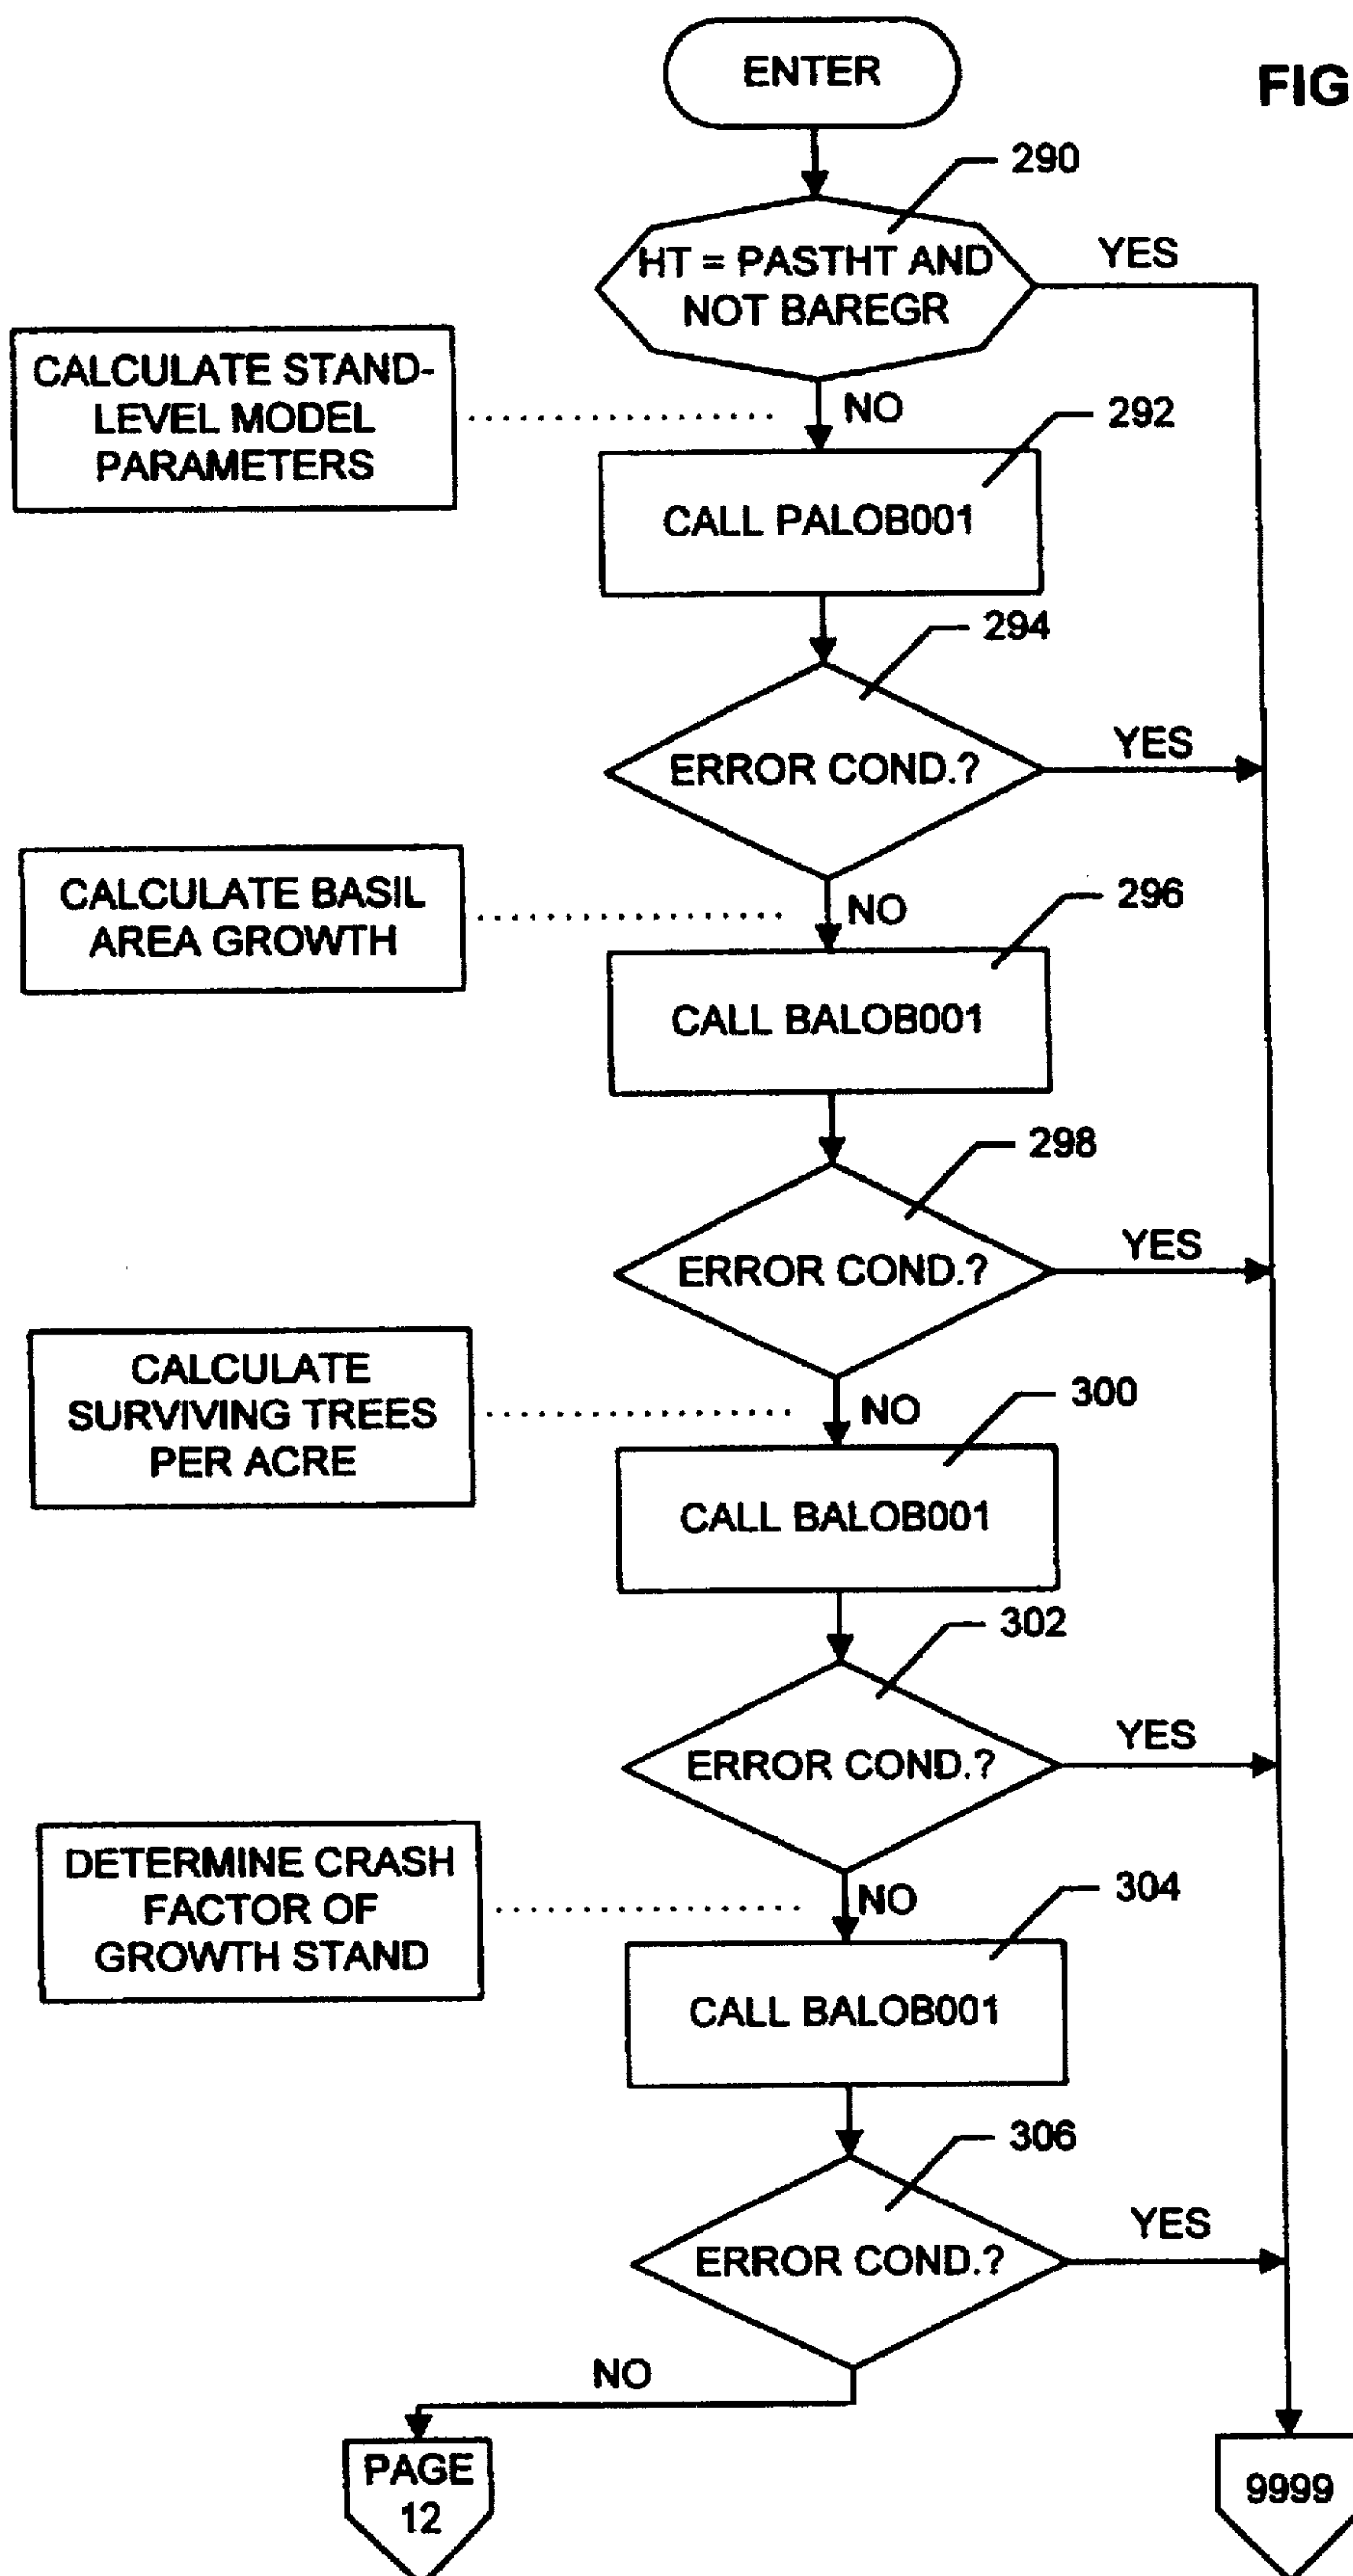 ENTER
FIG
290
HT = PASTHT AND
NOT BAREGR
YES
CALCULATE STAND-
LEVEL MODEL
PARAMETERS
NO
292
CALL PALOB001
294
ERROR COND.?
YES
CALCULATE BASIL
AREA GROWTH
NO
296
CALL BALOB001
298
ERROR COND.?
YES
CALCULATE
SURVIVING TREES
PER ACRE
NO
300
CALL BALOB001
302
ERROR COND.?
YES
DETERMINE CRASH
FACTOR OF
GROWTH STAND
NO
304
CALL BALOB001
306
ERROR COND.?
YES
NO
PAGE
12
9999